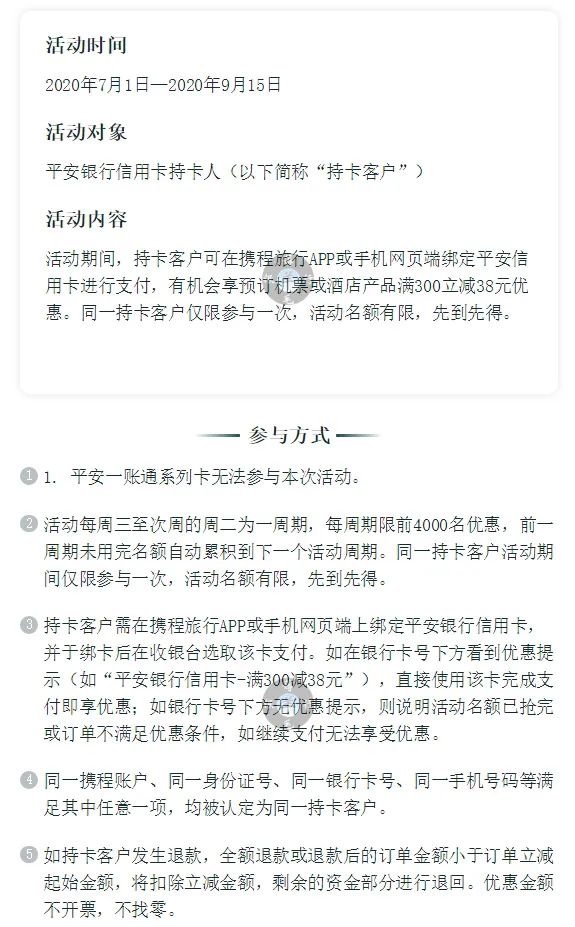 活动时间
2020年7月1日—2020年9月15日
活动对象
平安银行信用卡持卡人（以下简称“持卡客户”）
活动内容
活动期间，持卡客户可在携程旅行APP或手机网页端绑定平安信
用卡进行支付，有机会享预订机票或酒店产品满300立减38元优
惠。同一持卡客户仅限参与一次，活动名额有限，先到先得。
参与方式
1 1. 平安一账通系列卡无法参与本次活动。
2 活动每周三至次周的周二为一周期，每周期限前4000名优惠，前一
周期未用完名额自动累积到下一个活动周期。同一持卡客户活动期
间仅限参与一次，活动名额有限，先到先得。
3 持卡客户需在携程旅行APP或手机网页端上绑定平安银行信用卡，
并于绑卡后在收银台选取该卡支付。如在银行卡号下方看到优惠提
示（如“平安银行信用卡-满300减38元”），直接使用该卡完成支
付即享优惠；如银行卡号下方无优惠提示，则说明活动名额已抢完
或订单不满足优惠条件，如继续支付无法享受优惠。
4 同一携程账户、同一身份证号、同一银行卡号、同一手机号码等满
足其中任意一项，均被认定为同一持卡客户。
5 如持卡客户发生退款，全额退款或退款后的订单金额小于订单立减
起始金额，将扣除立减金额，剩余的资金部分进行退回。优惠金额
不开票，不找零。